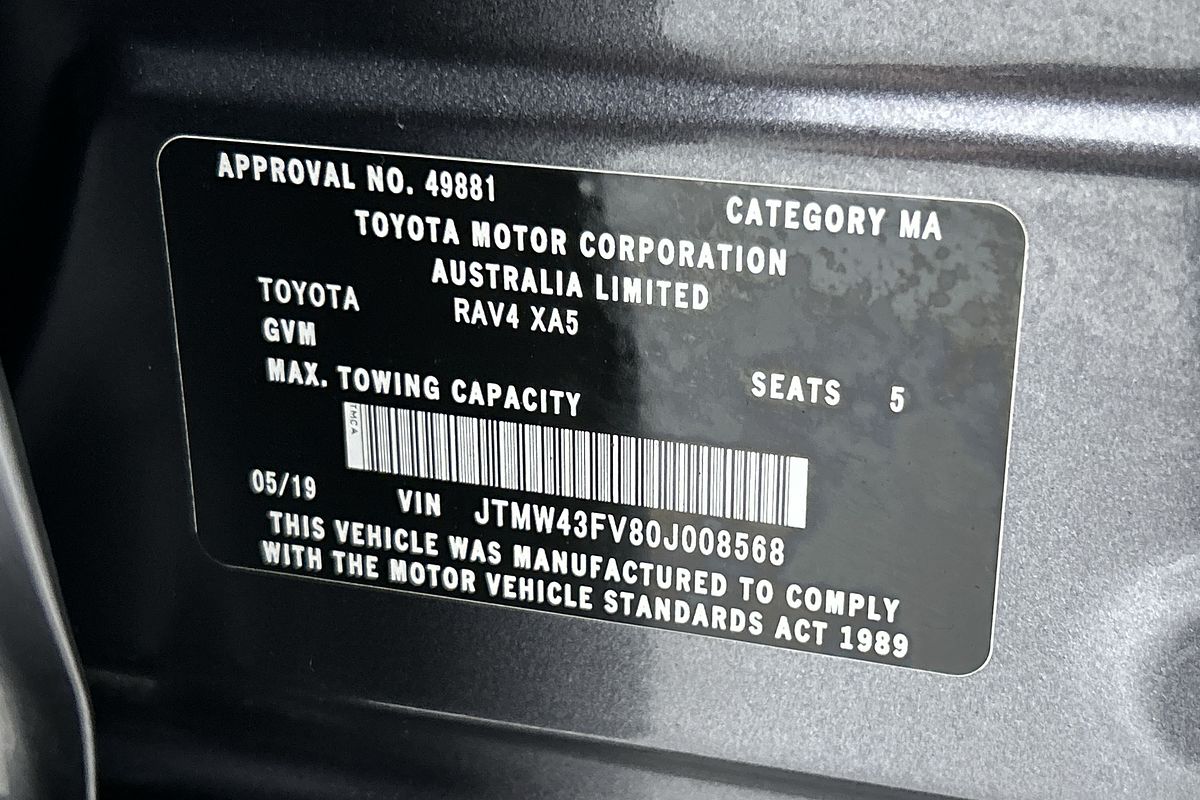 APPROVAL NO. 49881 CATEGORY MA
TOYOTA MOTOR CORPORATION
AUSTRALIA LIMITED
TOYOTA RAV4 XA5
GVM
MAX. TOWING CAPACITY SEATS 5
TMCA
05/19 VIN JTMW43FV80J008568
THIS VEHICLE WAS MANUFACTURED TO COMPLY
WITH THE MOTOR VEHICLE STANDARDS ACT 1989